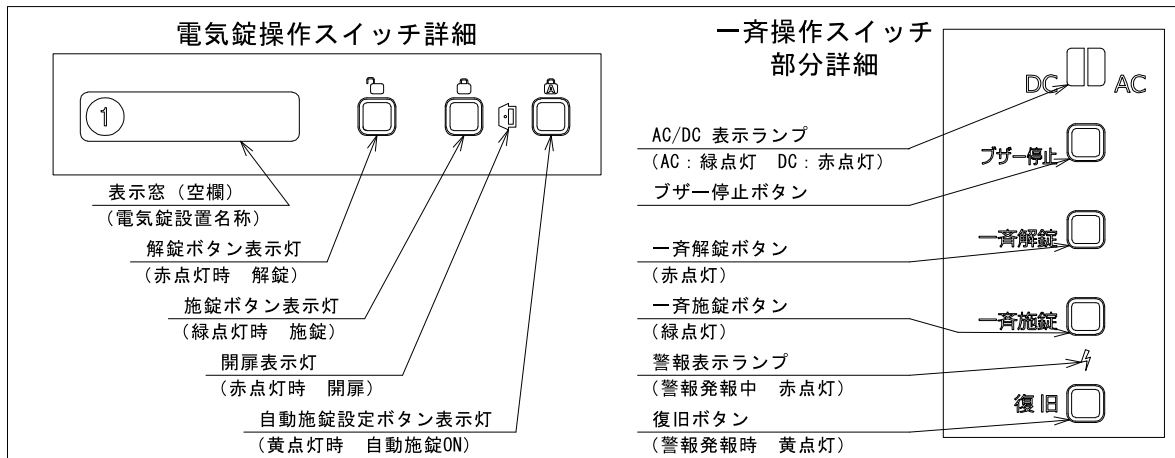 電気錠操作スイッチ詳細
1
A
表示窓（空欄）
(電気錠設置名称)
解錠ボタン表示灯
(赤点灯時　解錠)
施錠ボタン表示灯
(緑点灯時　施錠)
開扉表示灯
(赤点灯時　開扉)
自動施錠設定ボタン表示灯
(黄点灯時　自動施錠ON)
一斉操作スイッチ
部分詳細
DC AC
AC/DC 表示ランプ
(AC：緑点灯　DC：赤点灯)
ブザー停止
ブザー停止ボタン
一斉解錠
一斉解錠ボタン
(赤点灯)
一斉施錠
一斉施錠ボタン
(緑点灯)
警報表示ランプ
(警報発報中　赤点灯)
復旧
復旧ボタン
(警報発報時　黄点灯)